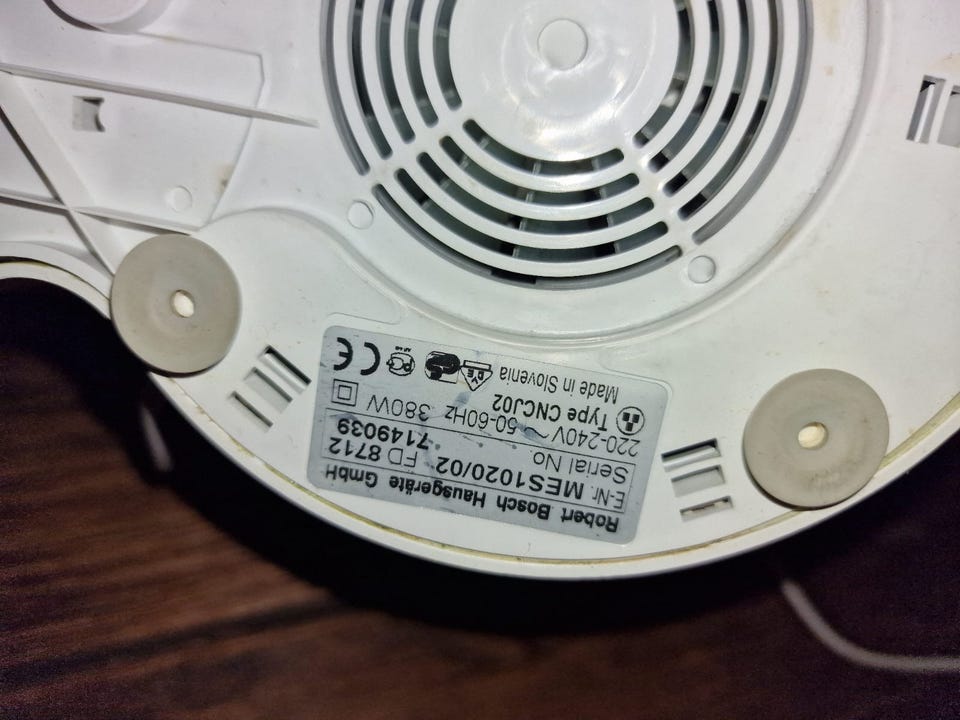 Robert Bosch Hausgeräte GmbH
E-Nr. MES1020/02 FD 8712
Serial No 7149039
220-240V ~ 50-60Hz 380W
Type CNCJ02
Made in Slovenia